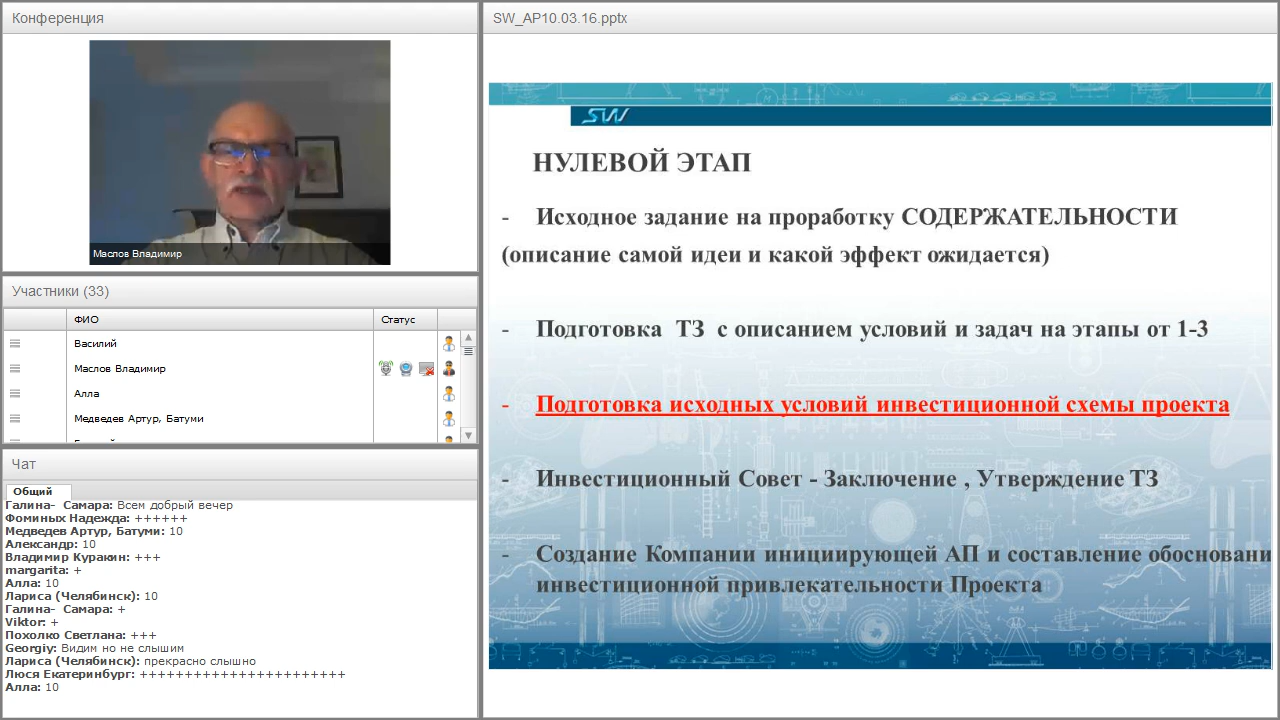 Конференция
Маслов Владимир
Участники (33)
ФИО
Статус
Василий
Маслов Владимир
Алла
Медведев Артур, Батуми
Чат
Общий
Галина-  Самара: Всем добрый вечер
Фоминых Надежда: ++++++
Медведев Артур, Батуми: 10
Александр: 10
Владимир Куракин: +++
margarita: +
Алла: 10
Лариса (Челябинск): 10
Галина-  Самара: +
Viktor: +
Похолко Светлана: +++
Georgiy: Видим но не слышим
Лариса (Челябинск): прекрасно слышно
Люся Екатеринбург: ++++++++++++++++++++++
Алла: 10
SW_AP10.03.16.pptx
SW
НУЛЕВОЙ ЭТАП
- Исходное задание на проработку СОДЕРЖАТЕЛЬНОСТИ
(описание самой идеи и какой эффект ожидается)
- Подготовка  ТЗ  с описанием условий и задач на этапы от 1-3
- Подготовка исходных условий инвестиционной схемы проекта
- Инвестиционный Совет - Заключение , Утверждение ТЗ
- Создание Компании инициирующей АП и составление обосновани
инвестиционной привлекательности Проекта